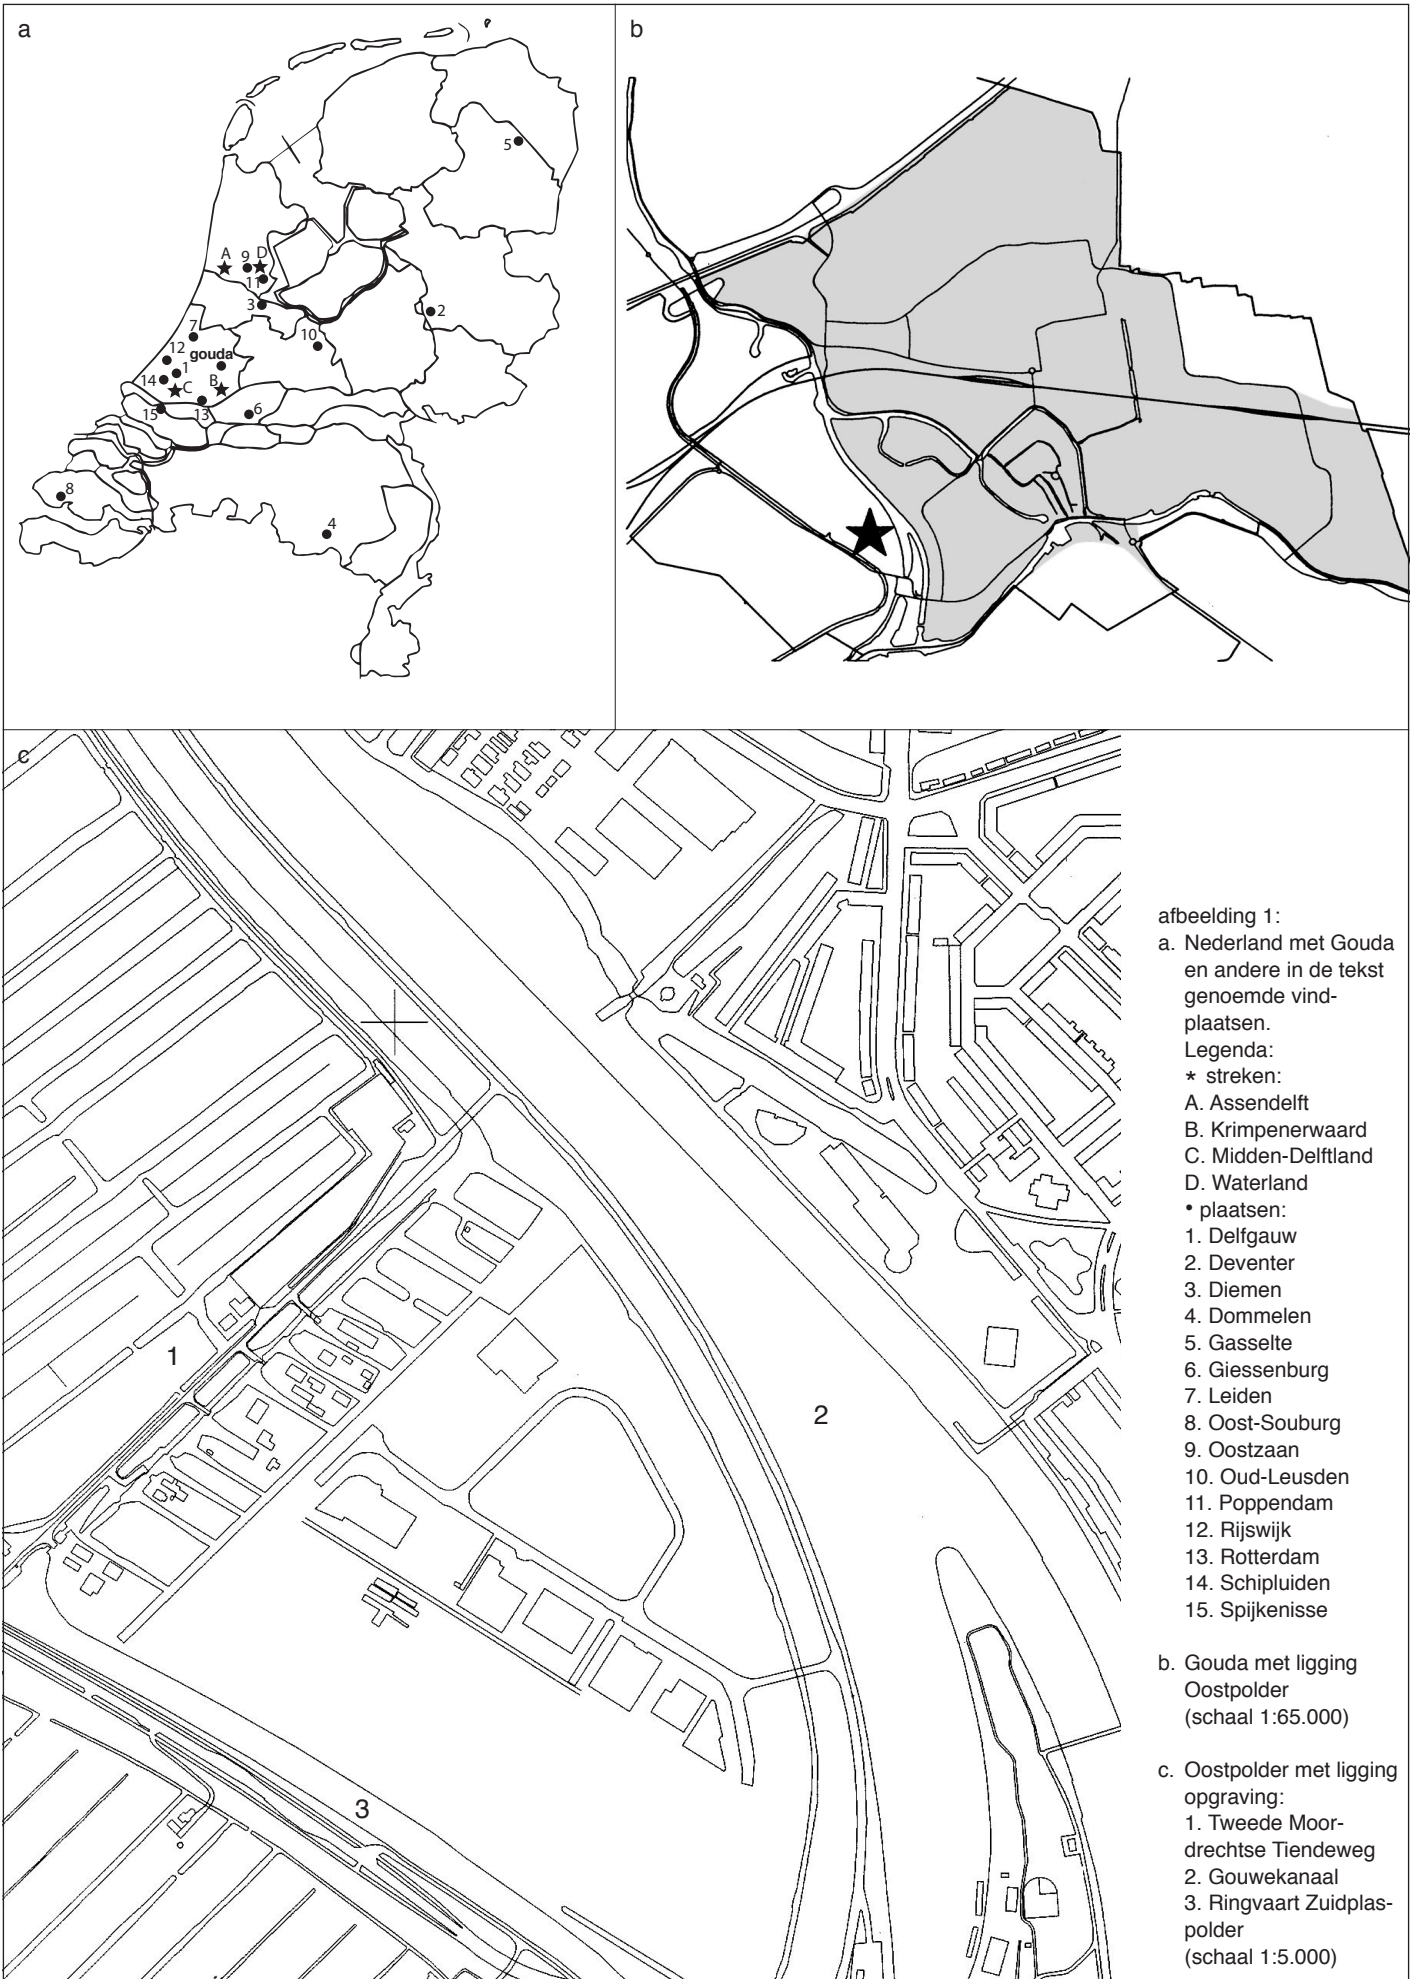 a
5
A
9
D
11
3
2
7
10
12
gouda
1
14
C
B
15
13
6
8
4
b
c
1
2
3
afbeelding 1:
a. Nederland met Gouda
en andere in de tekst
genoemde vind-
plaatsen.
Legenda:
* streken:
A. Assendelft
B. Krimpenerwaard
C. Midden-Delftland
D. Waterland
• plaatsen:
1. Delfgauw
2. Deventer
3. Diemen
4. Dommelen
5. Gasselte
6. Giessenburg
7. Leiden
8. Oost-Souburg
9. Oostzaan
10. Oud-Leusden
11. Poppendam
12. Rijswijk
13. Rotterdam
14. Schipluiden
15. Spijkenisse
b. Gouda met ligging
Oostpolder
(schaal 1:65.000)
c. Oostpolder met ligging
opgraving:
1. Tweede Moor-
drechtse Tiendeweg
2. Gouwekanaal
3. Ringvaart Zuidplas-
polder
(schaal 1:5.000)